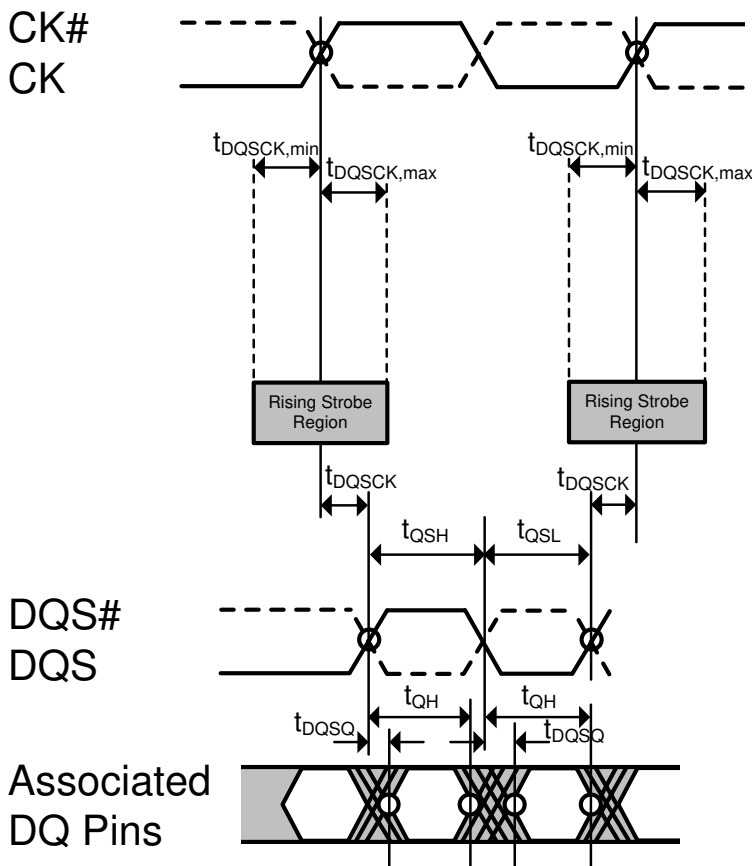 CK#
CK
tDQSCK,min
tDQSCK,max
tDQSCK,min
tDQSCK,max
Rising Strobe
Region
Rising Strobe
Region
tDQSCK
tDQSCK
tQSH
tQSL
DQS#
DQS
tQH
tQH
tDQSQ
tDQSQ
Associated
DQ Pins